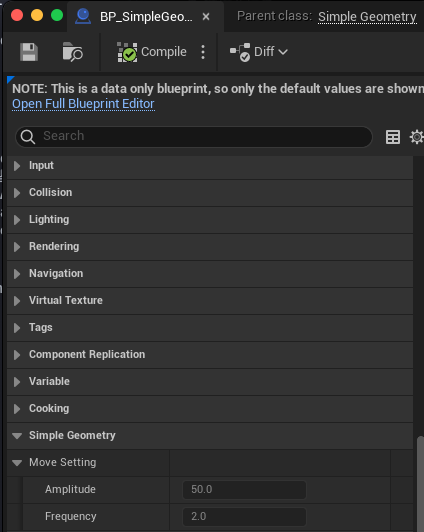 BP_SimpleGeo...
Parent class: Simple Geometry
Compile
Diff
NOTE: This is a data only blueprint, so only the default values are shown
Open Full Blueprint Editor
Search
Input
Collision
Lighting
Rendering
Navigation
Virtual Texture
Tags
Component Replication
Variable
Cooking
Simple Geometry
Move Setting
Amplitude 50.0
Frequency 2.0